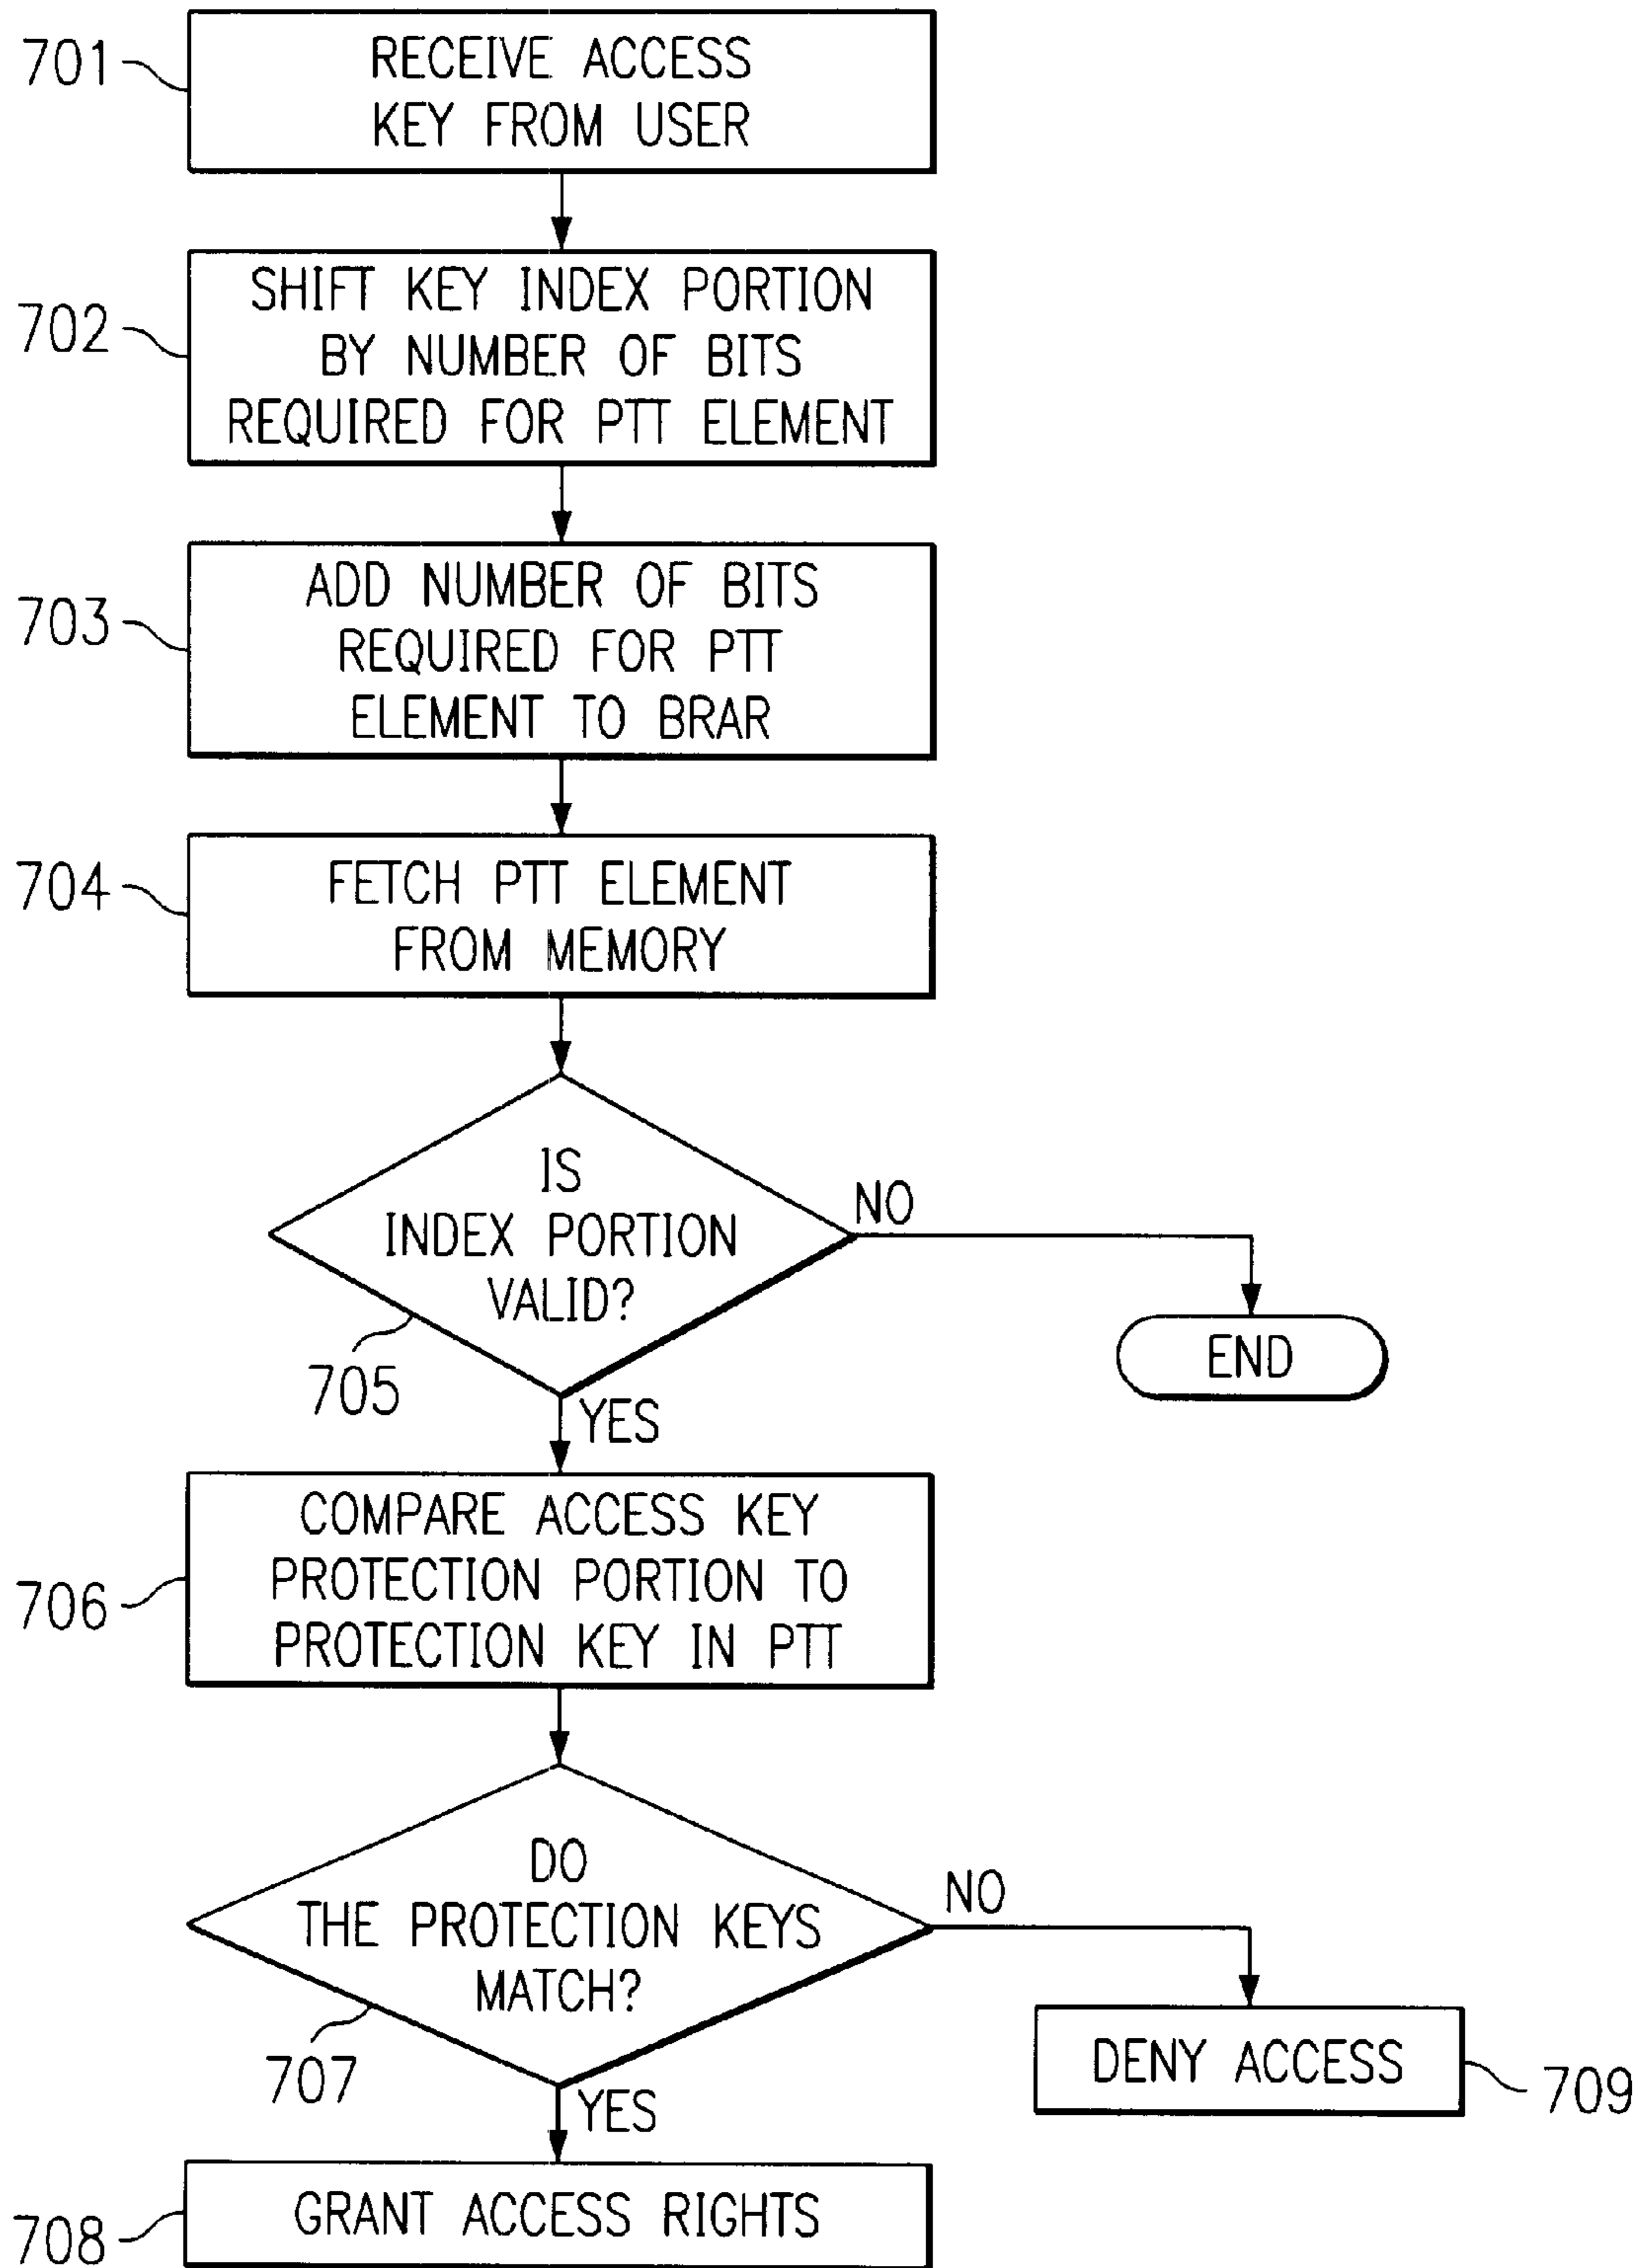 701
RECEIVE ACCESS
KEY FROM USER
702
SHIFT KEY INDEX PORTION
BY NUMBER OF BITS
REQUIRED FOR PTT ELEMENT
703
ADD NUMBER OF BITS
REQUIRED FOR PTT
ELEMENT TO BRAR
704
FETCH PTT ELEMENT
FROM MEMORY
IS
INDEX PORTION
VALID?
NO
705
END
YES
706
COMPARE ACCESS KEY
PROTECTION PORTION TO
PROTECTION KEY IN PTT
DO
THE PROTECTION KEYS
MATCH?
NO
707
DENY ACCESS
709
YES
708
GRANT ACCESS RIGHTS